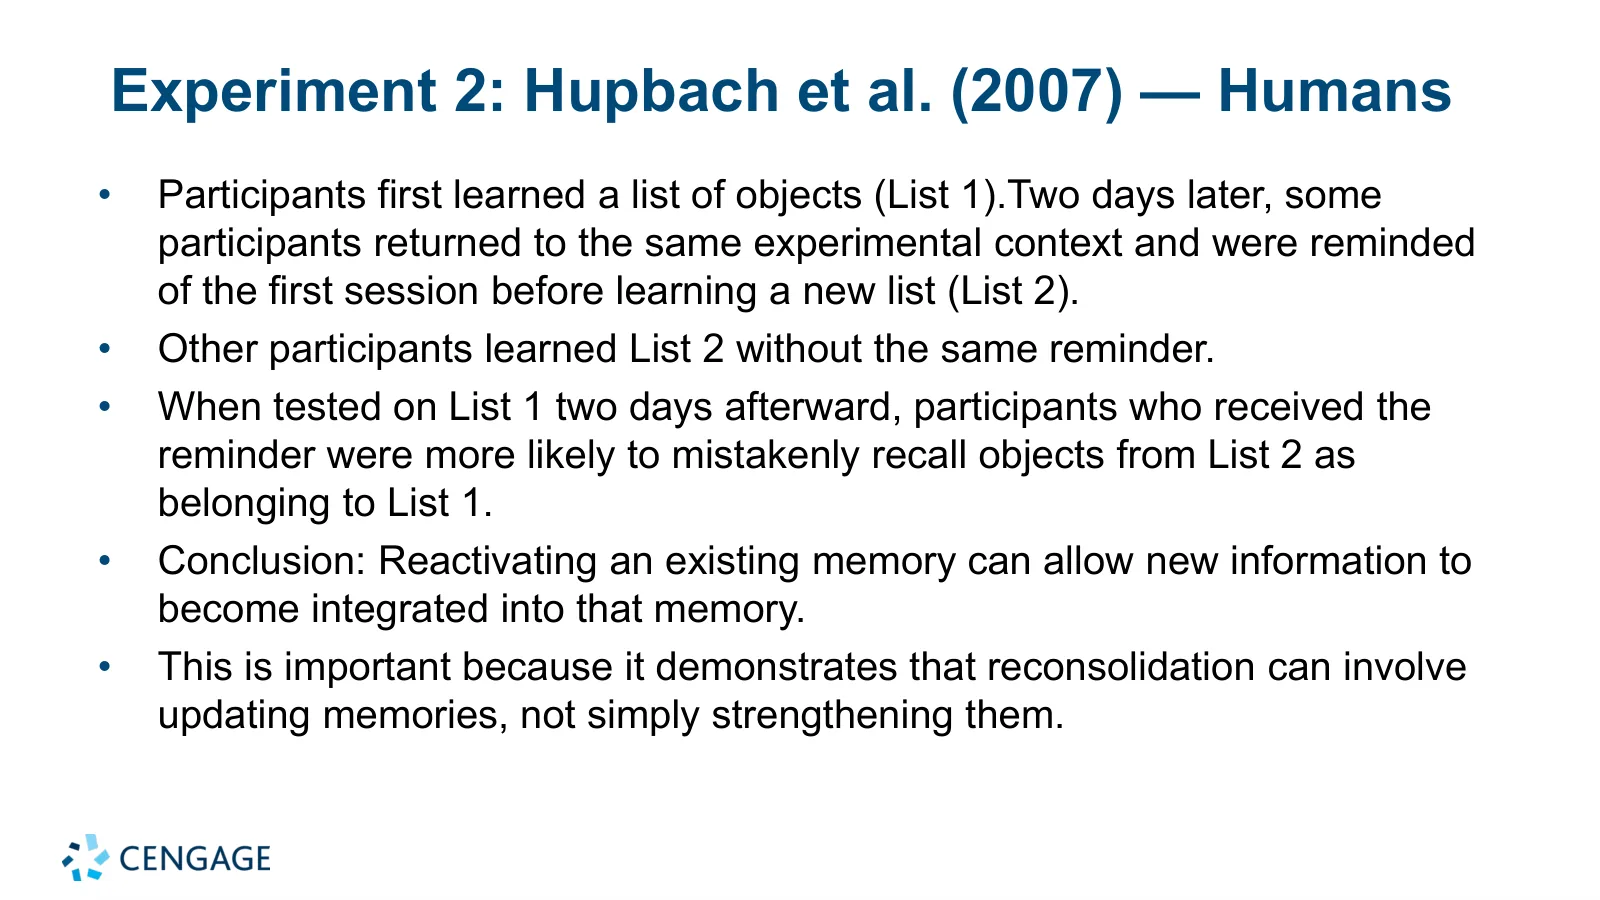 Experiment 2: Hupbach et al. (2007) — Humans
• Participants first learned a list of objects (List 1).Two days later, some
participants returned to the same experimental context and were reminded
of the first session before learning a new list (List 2).
• Other participants learned List 2 without the same reminder.
• When tested on List 1 two days afterward, participants who received the
reminder were more likely to mistakenly recall objects from List 2 as
belonging to List 1.
• Conclusion: Reactivating an existing memory can allow new information to
become integrated into that memory.
• This is important because it demonstrates that reconsolidation can involve
updating memories, not simply strengthening them.
CENGAGE